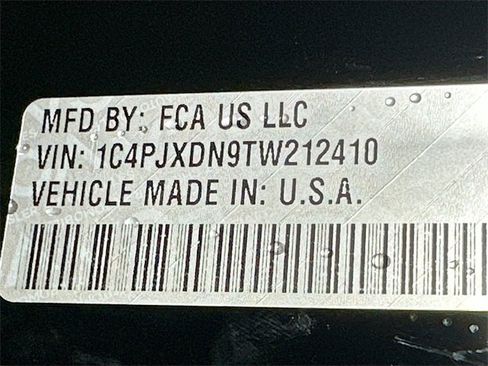 MFD BY: FCA US LLC
VIN: 1C4PJXDN9TW212410
VEHICLE MADE IN: U.S.A.